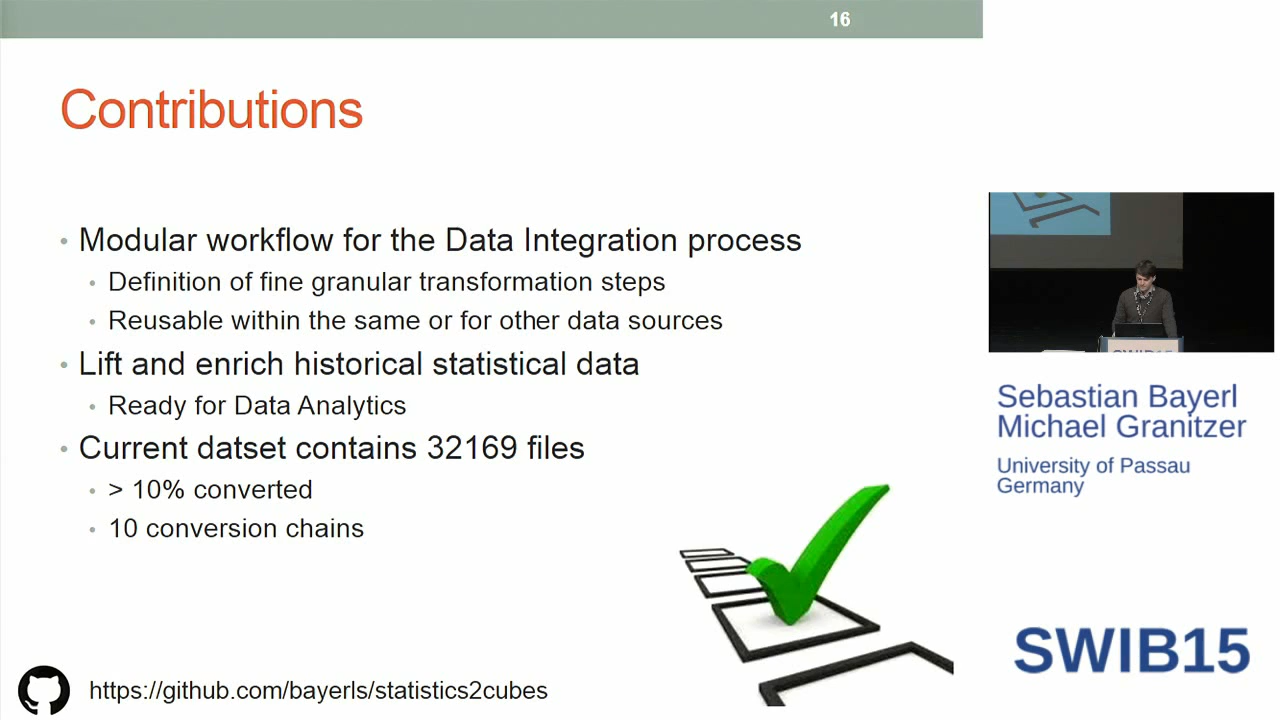 16
Contributions
• Modular workflow for the Data Integration process
• Definition of fine granular transformation steps
• Reusable within the same or for other data sources
• Lift and enrich historical statistical data
• Ready for Data Analytics
• Current datset contains 32169 files
• > 10% converted
• 10 conversion chains
https://github.com/bayerls/statistics2cubes
SWIB15
Sebastian Bayerl
Michael Granitzer
University of Passau
Germany
SWIB15